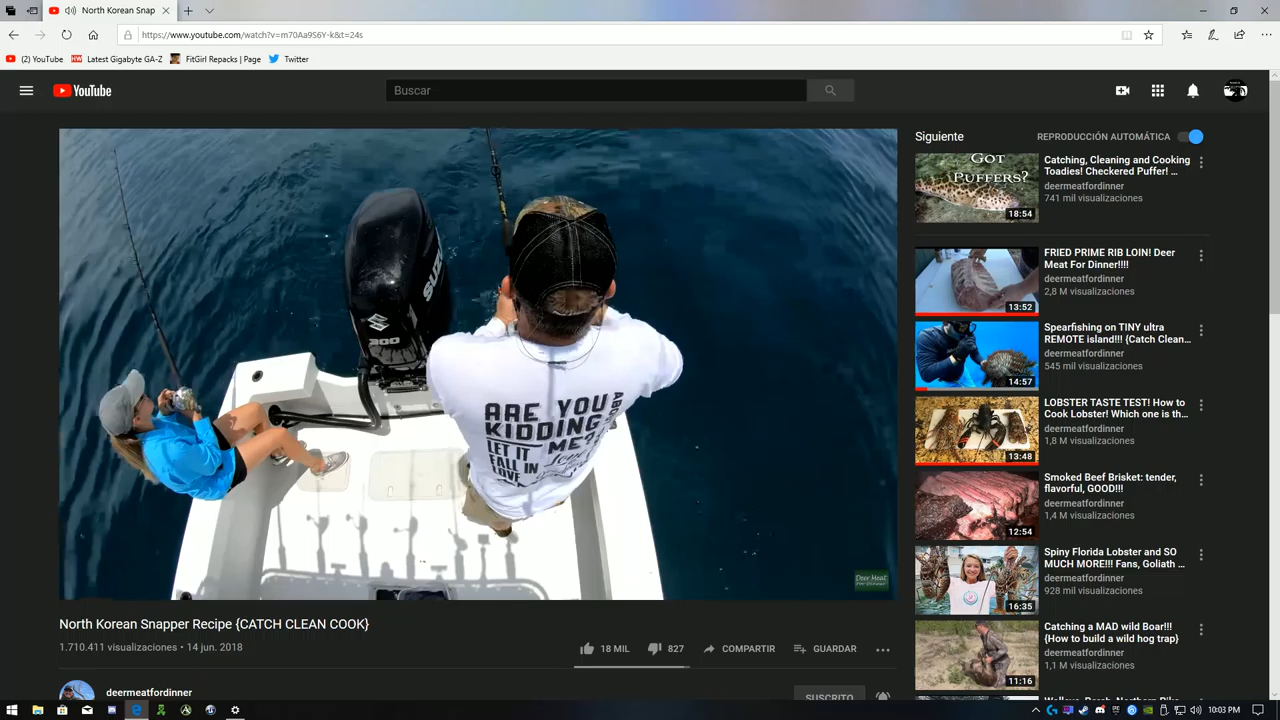 North Korean Snap
https://www.youtube.com/watch?v=m70Aa9S6Y-k&t=24s
(2) YouTube
HW Latest Gigabyte GA-Z
FitGirl Repacks | Page
Twitter
YouTube
Buscar
SUZ
300
ARE YOU
KIDDING
ME?
LET IT
FALL IN
Deer Meat
For Dinner
North Korean Snapper Recipe {CATCH CLEAN COOK}
1.710.411 visualizaciones • 14 jun. 2018
18 MIL
827
COMPARTIR
GUARDAR
deermeatfordinner
SUSCRITO
Siguiente
REPRODUCCIÓN AUTOMÁTICA
GOT
PUFFERS?
18:54
Catching, Cleaning and Cooking
Toadies! Checkered Puffer! ...
deermeatfordinner
741 mil visualizaciones
13:52
FRIED PRIME RIB LOIN! Deer
Meat For Dinner!!!!
deermeatfordinner
2,8 M visualizaciones
14:57
Spearfishing on TINY ultra
REMOTE island!!! {Catch Clean...
deermeatfordinner
545 mil visualizaciones
13:48
LOBSTER TASTE TEST! How to
Cook Lobster! Which one is th...
deermeatfordinner
1,8 M visualizaciones
12:54
Smoked Beef Brisket: tender,
flavorful, GOOD!!!
deermeatfordinner
1,4 M visualizaciones
16:35
Spiny Florida Lobster and SO
MUCH MORE!!! Fans, Goliath ...
deermeatfordinner
928 mil visualizaciones
11:16
Catching a MAD wild Boar!!!
{How to build a wild hog trap}
deermeatfordinner
1,1 M visualizaciones
10:03 PM